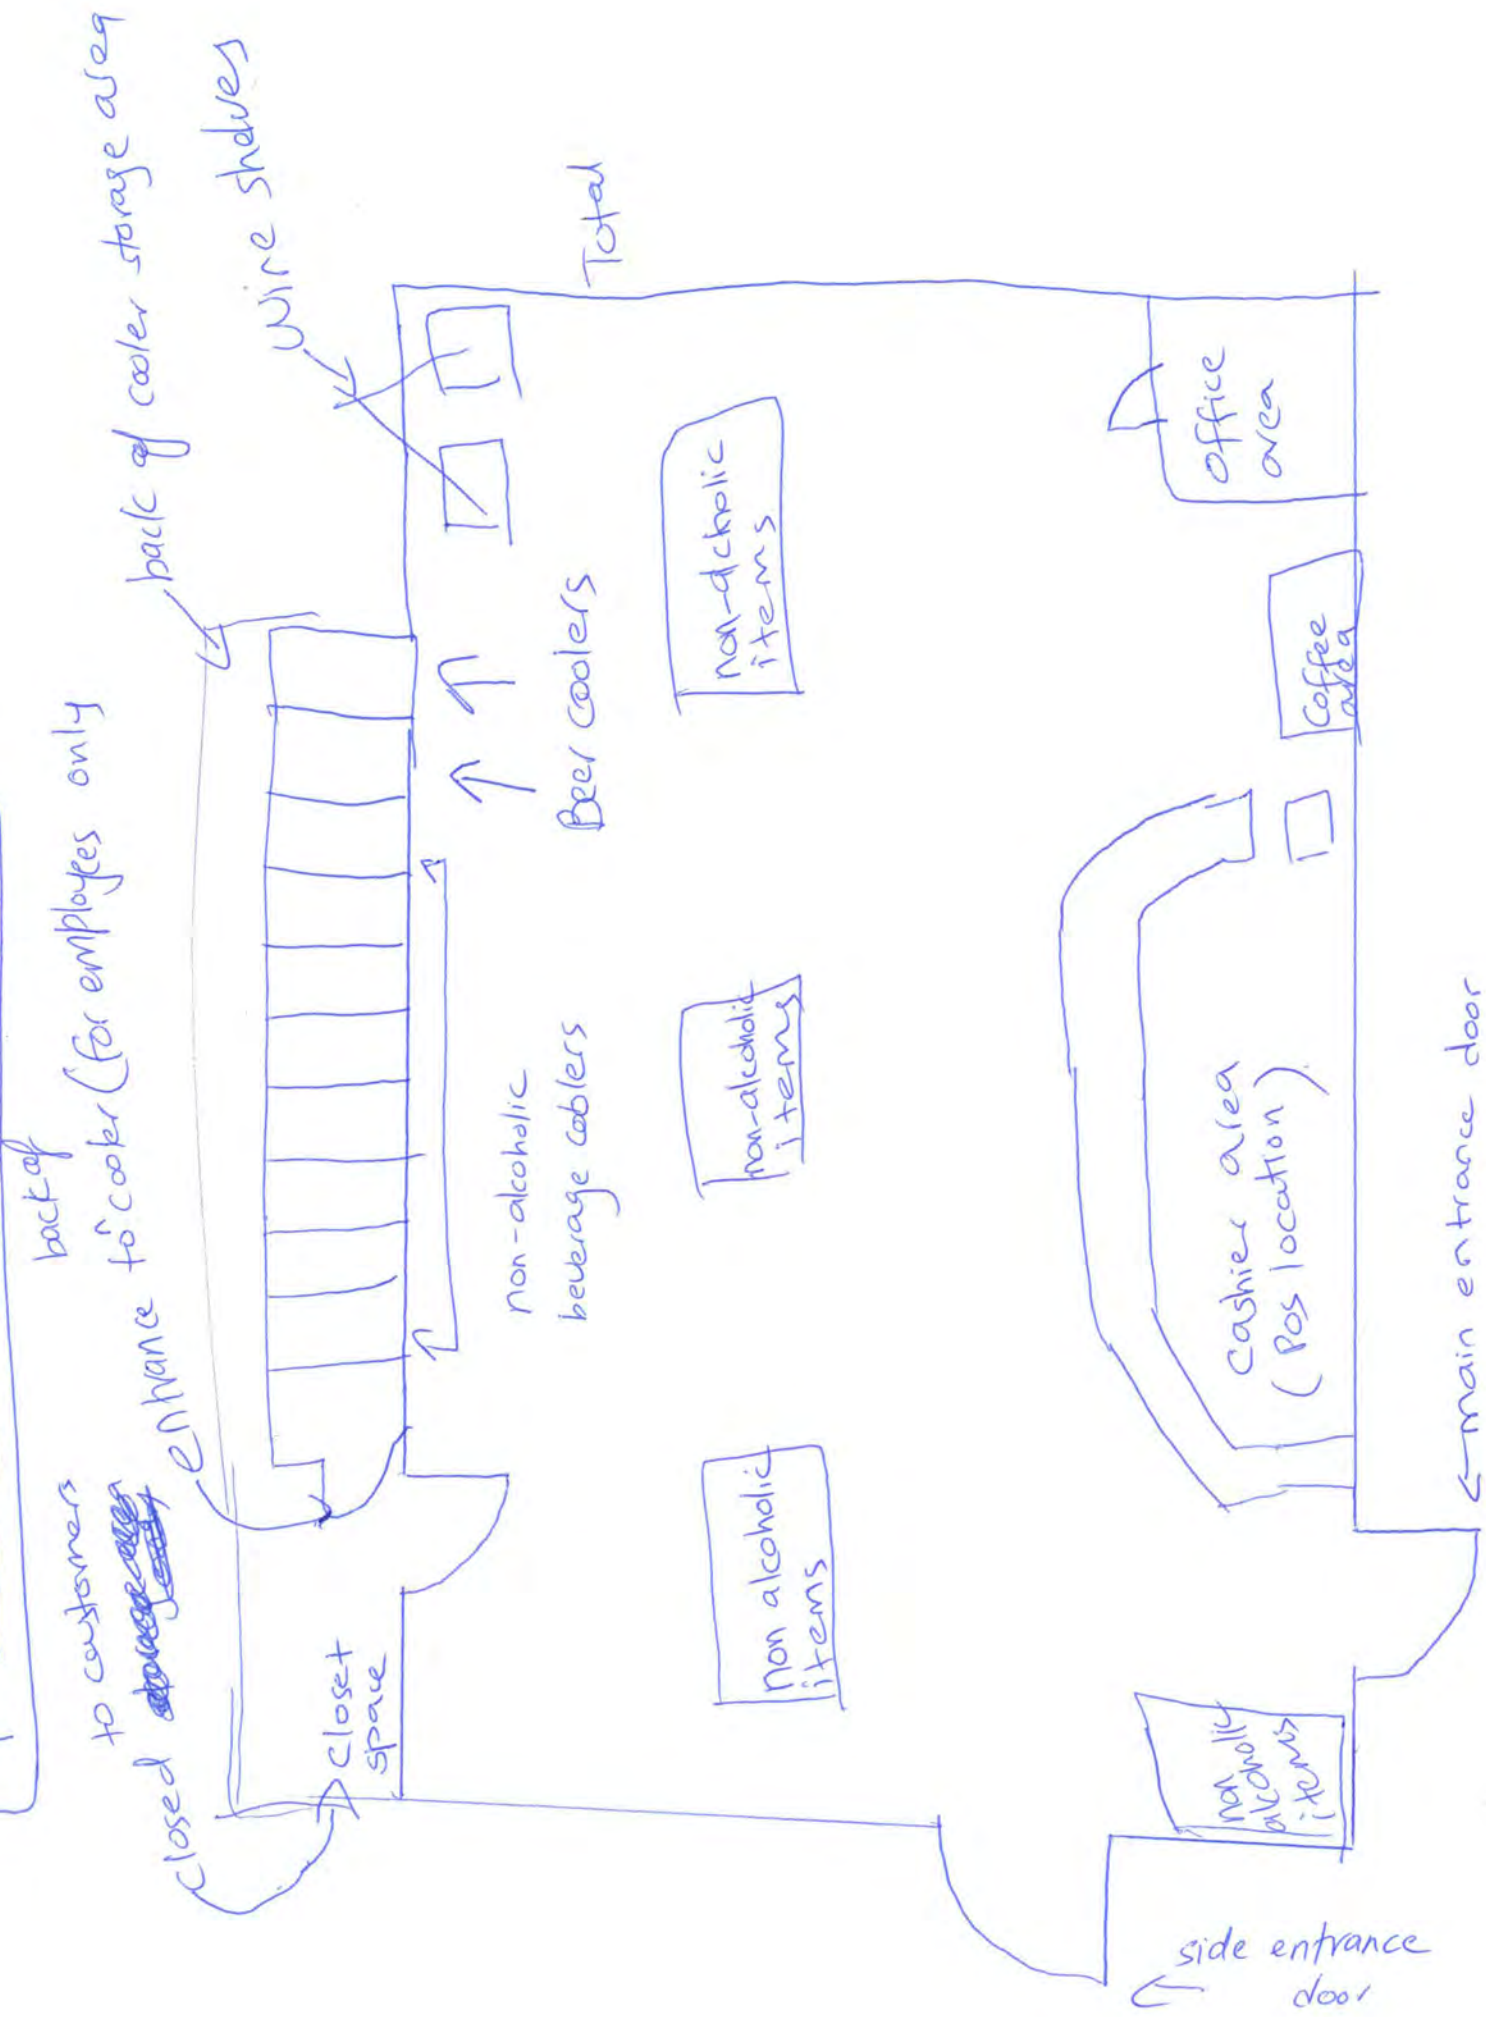 back of
to cooler (for employees only
entrance
to customers
closed
back of cooler storage area
wire shelves
Closet
space
non-alcoholic
beverage coolers
Beer coolers
Total
non alcoholic
items
non-alcoholic
items
non-alcholic
items
non
alcoholic
items
Cashier area
(Pos location)
Coffee
area
office
area
side entrance
door
main entrance door